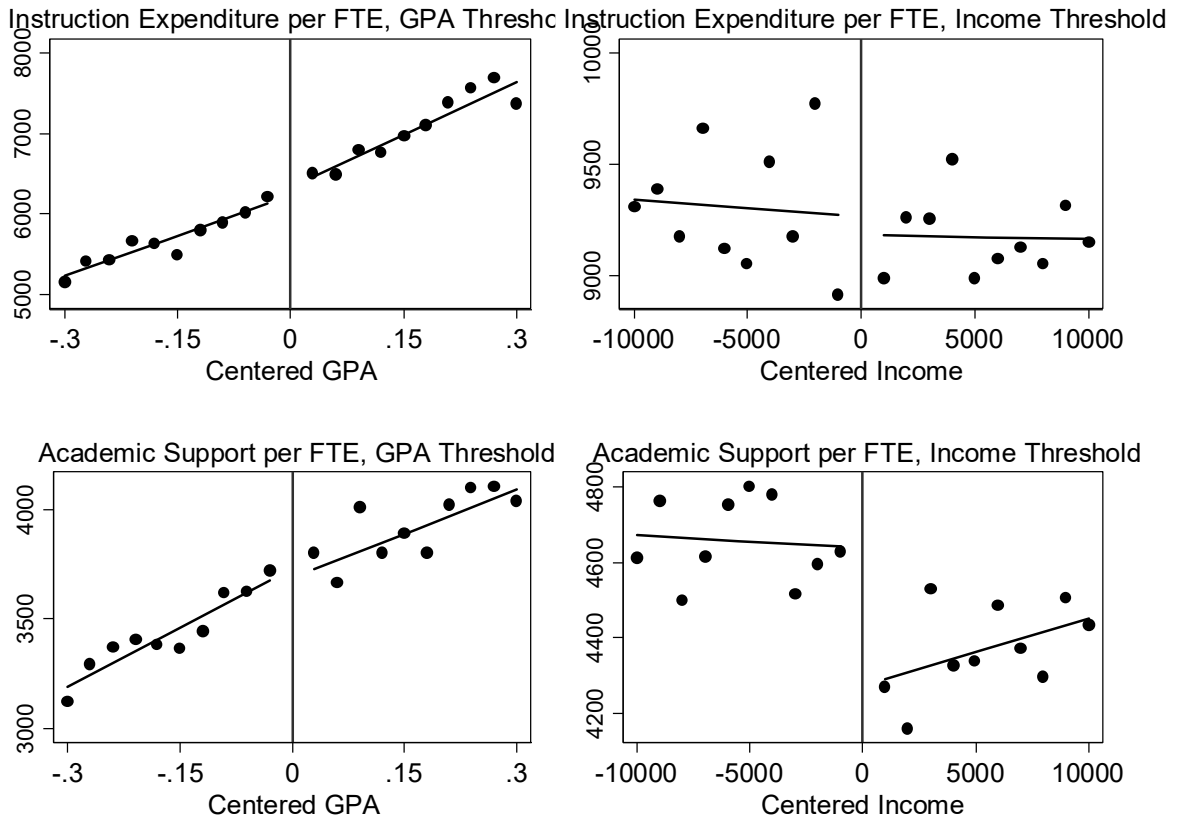 Instruction Expenditure per FTE, GPA Thresho
8000
7000
6000
5000
-.3 -.15 0 .15 .3
Centered GPA
Instruction Expenditure per FTE, Income Threshold
10000
9500
9000
-10000 -5000 0 5000 10000
Centered Income
Academic Support per FTE, GPA Threshold
4000
3500
3000
-.3 -.15 0 .15 .3
Centered GPA
Academic Support per FTE, Income Threshold
4800
4600
4400
4200
-10000 -5000 0 5000 10000
Centered Income